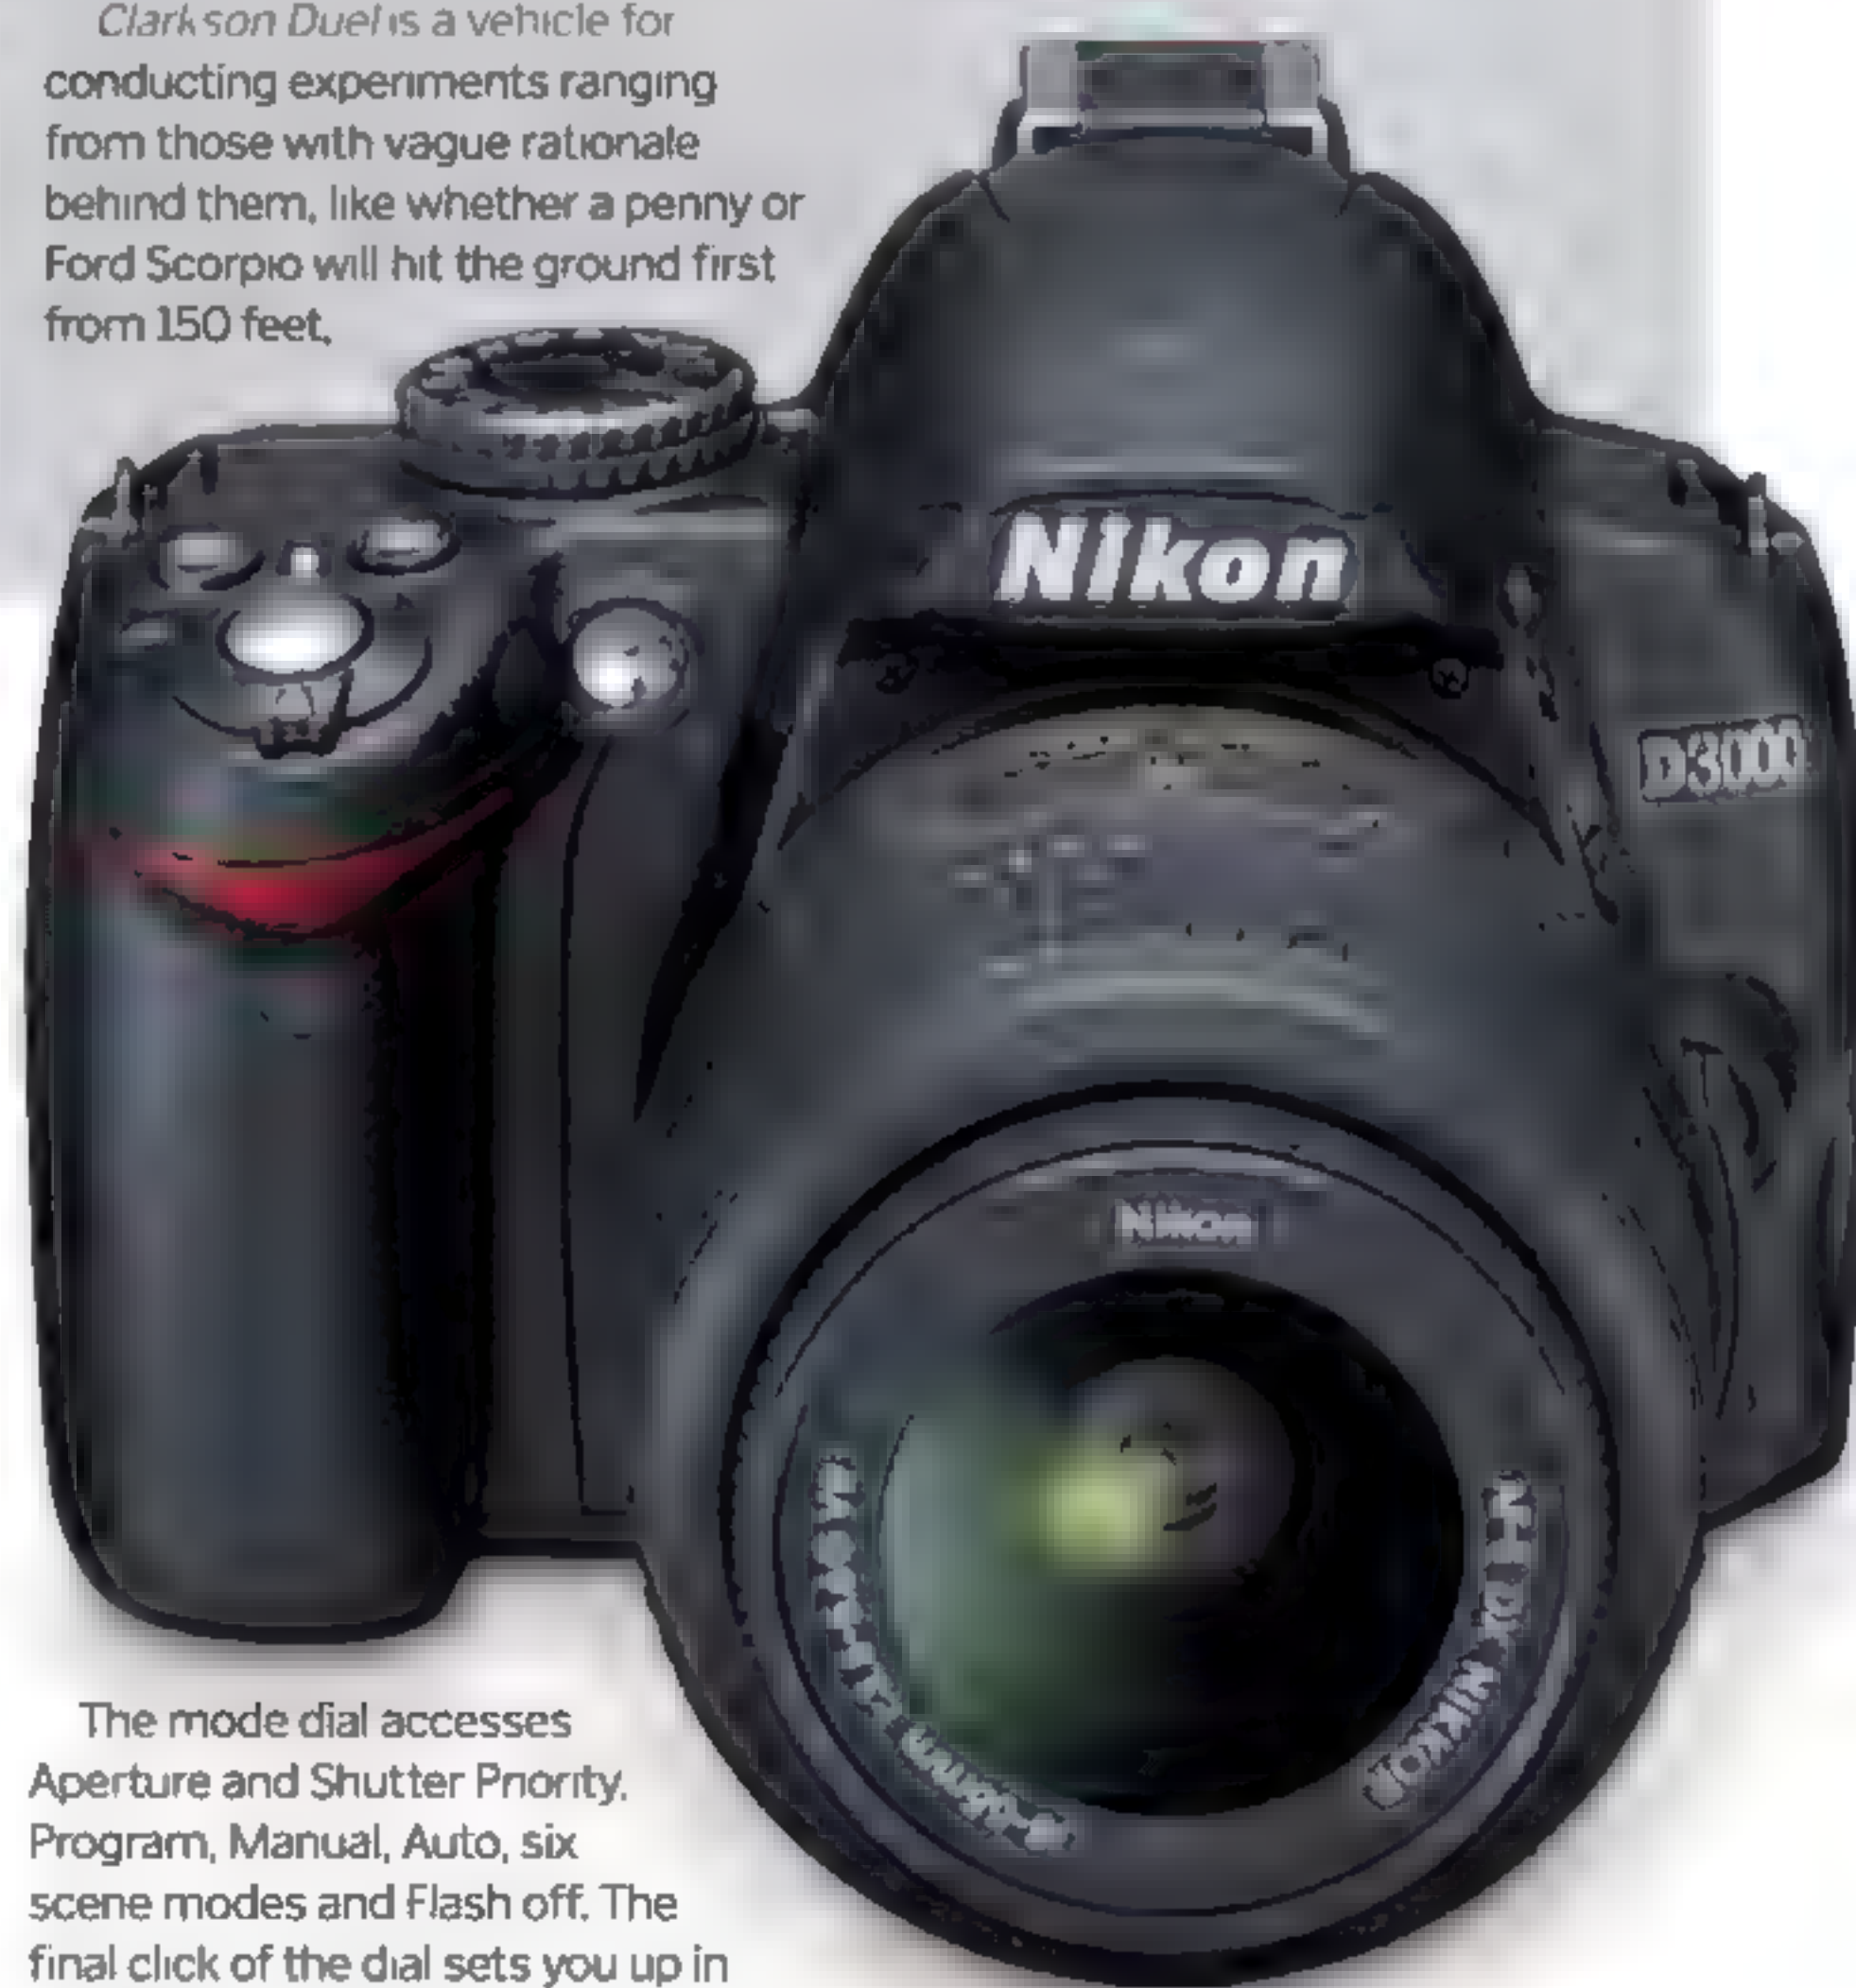 Clarkson Duel is a vehicle for
conducting experiments ranging
from those with vague rationale
behind them, like whether a penny or
Ford Scorpio will hit the ground first
from 150 feet,
Nikon
D3000
Nikon
The mode dial accesses
Aperture and Shutter Priority,
Program, Manual, Auto, six
scene modes and Flash off. The
final click of the dial sets you up in